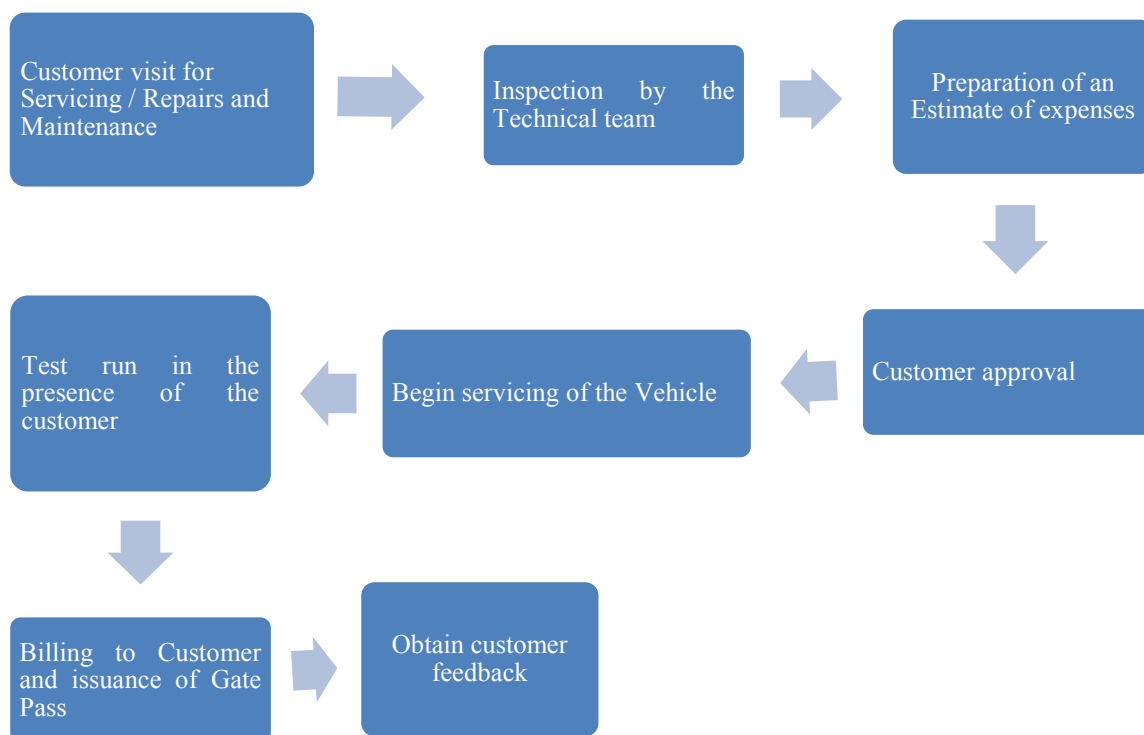 Customer visit for
Servicing / Repairs and
Maintenance
Inspection by the
Technical team
Preparation of an
Estimate of expenses
Customer approval
Begin servicing of the Vehicle
Test run in the
presence of the
customer
Billing to Customer
and issuance of Gate
Pass
Obtain customer
feedback